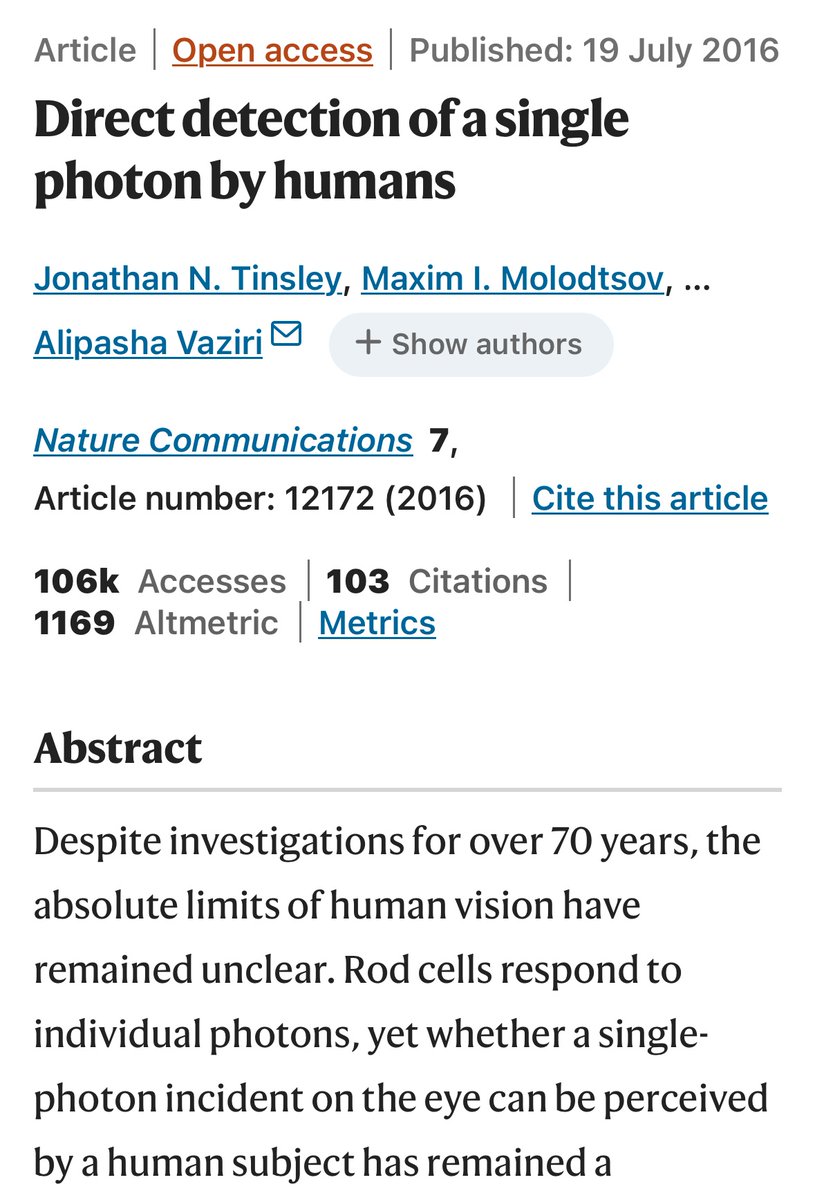 Article | Open access | Published: 19 July 2016
Direct detection of a single
photon by humans
Jonathan N. Tinsley, Maxim I. Molodtsov, ...
Alipasha Vaziri + Show authors
Nature Communications 7,
Article number: 12172 (2016) | Cite this article
106k Accesses | 103 Citations |
1169 Altmetric | Metrics
Abstract
Despite investigations for over 70 years, the
absolute limits of human vision have
remained unclear. Rod cells respond to
individual photons, yet whether a single-
photon incident on the eye can be perceived
by a human subject has remained a